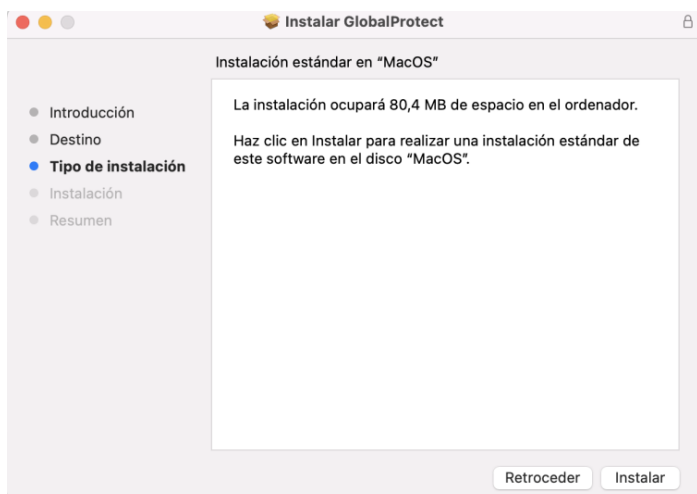 Instalar GlobalProtect
Instalación estándar en “MacOS”
Introducción
Destino
Tipo de instalación
Instalación
Resumen
La instalación ocupará 80,4 MB de espacio en el ordenador.
Haz clic en Instalar para realizar una instalación estándar de
este software en el disco “MacOS”.
Retroceder
Instalar